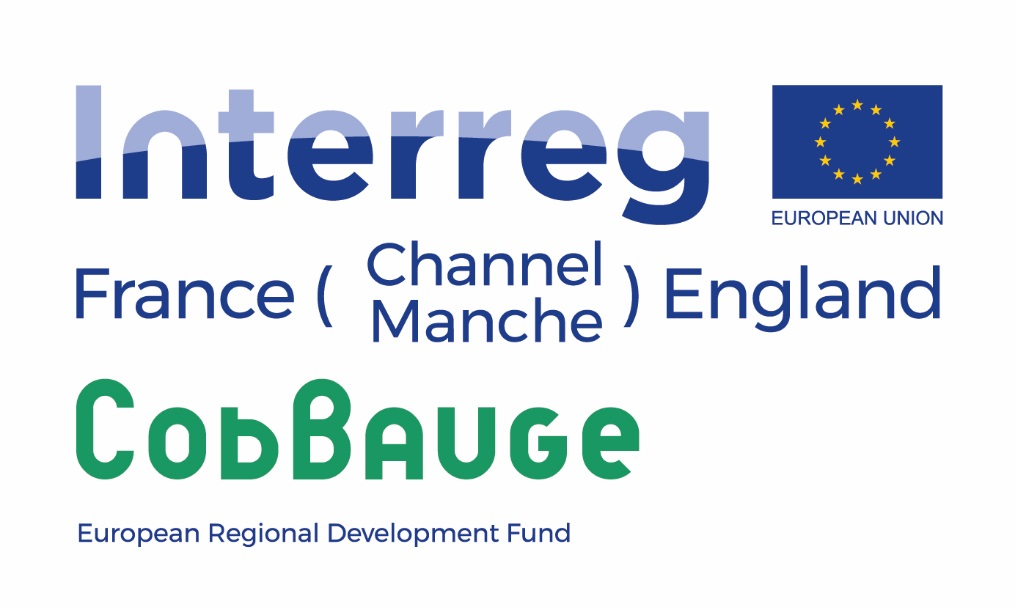 Interreg
EUROPEAN UNION
France ( Channel Manche ) England
CobBauge
European Regional Development Fund